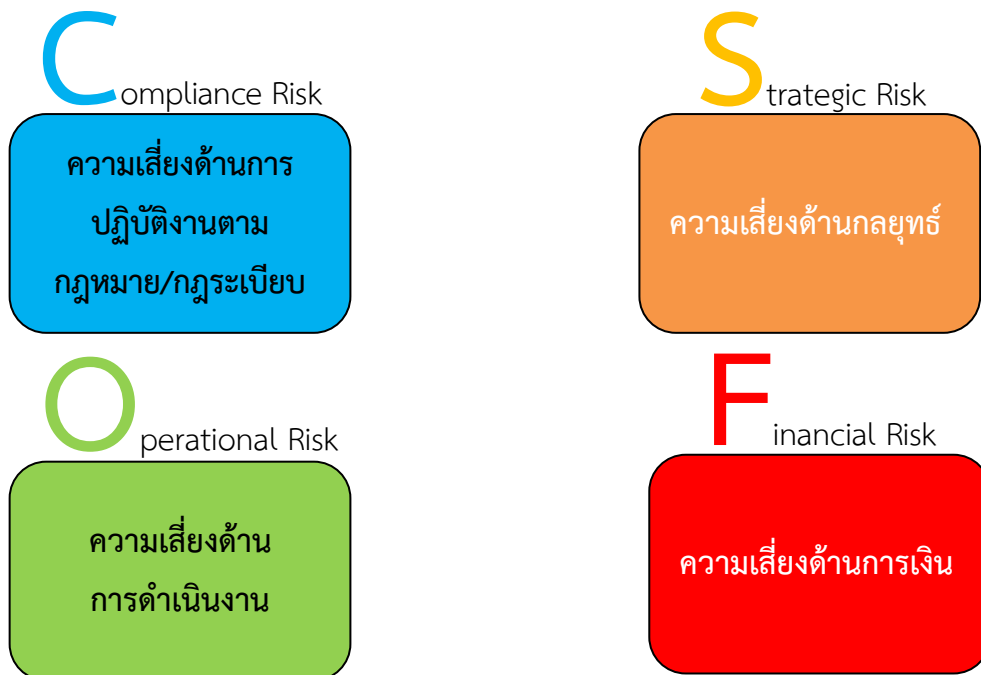 Compliance Risk
ความเสี่ยงด้านการ
ปฏิบัติงานตาม
กฎหมาย/กฎระเบียบ
Strategic Risk
ความเสี่ยงด้านกลยุทธ์
Operational Risk
ความเสี่ยงด้าน
การดำเนินงาน
Financial Risk
ความเสี่ยงด้านการเงิน